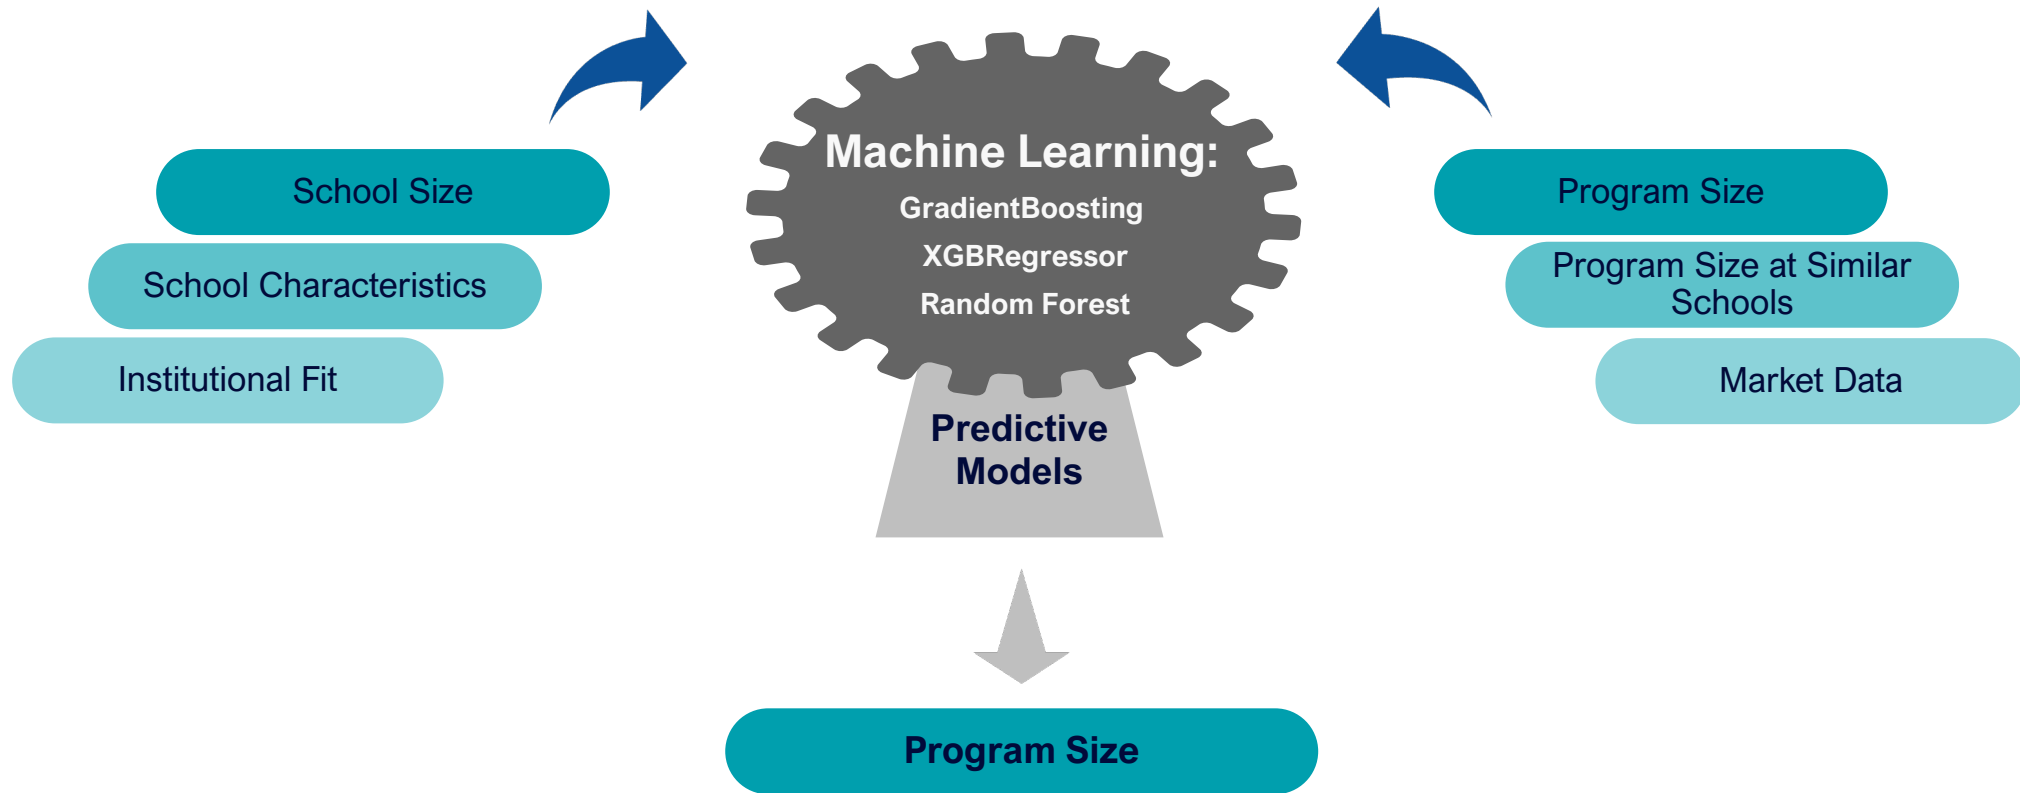 School Size
School Characteristics
Institutional Fit
Machine Learning:
GradientBoosting
XGBRegressor
Random Forest
Predictive
Models
Program Size
Program Size at Similar
Schools
Market Data
Program Size